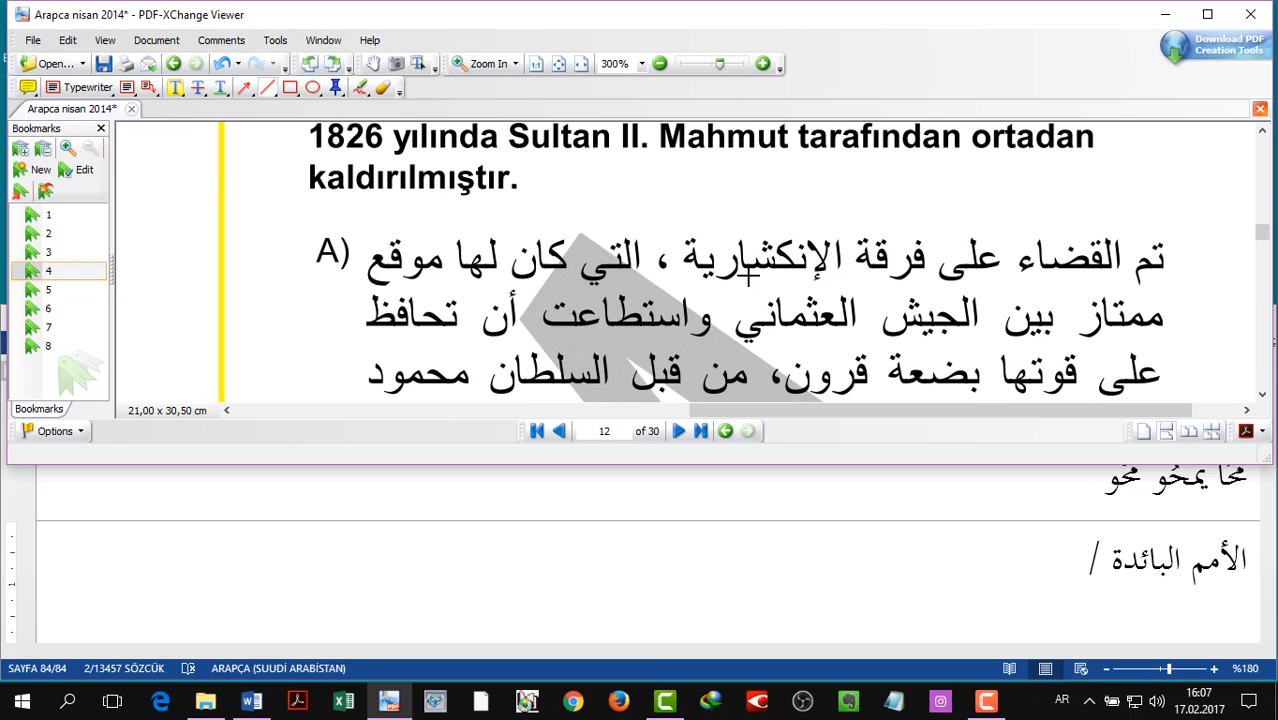 Arapca nisan 2014* - PDF-XChange Viewer
File Edit View Document Comments Tools Window Help
Download PDF
Creation Tools
Open... Zoom In 300%
Typewriter
Arapca nisan 2014*
Bookmarks
New Edit
1
2
3
4
5
6
7
8
Bookmarks
1826 yılında Sultan II. Mahmut tarafından ortadan
kaldırılmıştır.
A) تم القضاء على فرقة الإنكشارية ، التي كان لها موقع
ممتاز بين الجيش العثماني واستطاعت أن تحافظ
على قوتها بضعة قرون، من قبل السلطان محمود
21,00 x 30,50 cm
Options 12 of 30
مَحَا يمحُو مَحْو
الأمم البائدة /
SAYFA 84/84 2/13457 SÖZCÜK ARAPÇA (SUUDİ ARABİSTAN) %180
AR 16:07
17.02.2017